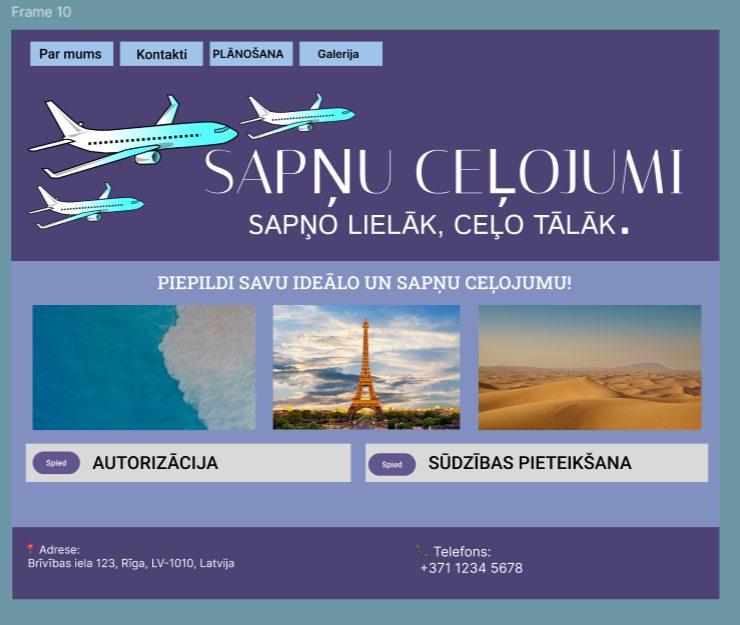 Frame 10
Par mums
Kontakti
PLĀNOŠANA
Galerija
SAPŅU CEĻOJUMI
SAPŅO LIELĀK, CEĻO TĀLĀK.
PIEPILDI SAVU IDEĀLO UN SAPŅU CEĻOJUMU!
Spied
AUTORIZĀCIJA
Spied
SŪDZĪBAS PIETEIKŠANA
📍 Adrese:
Brīvības iela 123, Rīga, LV-1010, Latvija
📞 Telefons:
+371 1234 5678